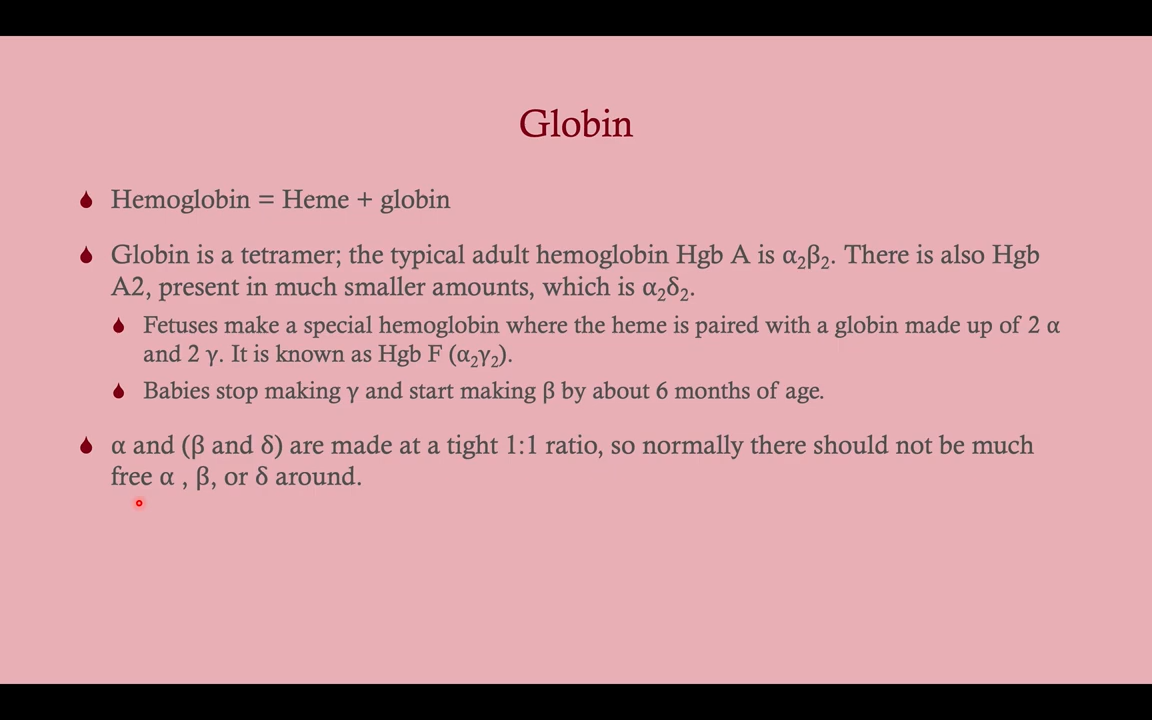 Globin
Hemoglobin = Heme + globin
Globin is a tetramer; the typical adult hemoglobin Hgb A is α₂β₂. There is also Hgb
A2, present in much smaller amounts, which is α₂δ₂.
Fetuses make a special hemoglobin where the heme is paired with a globin made up of 2 α
and 2 γ. It is known as Hgb F (α₂γ₂).
Babies stop making γ and start making β by about 6 months of age.
α and (β and δ) are made at a tight 1:1 ratio, so normally there should not be much
free α , β, or δ around.